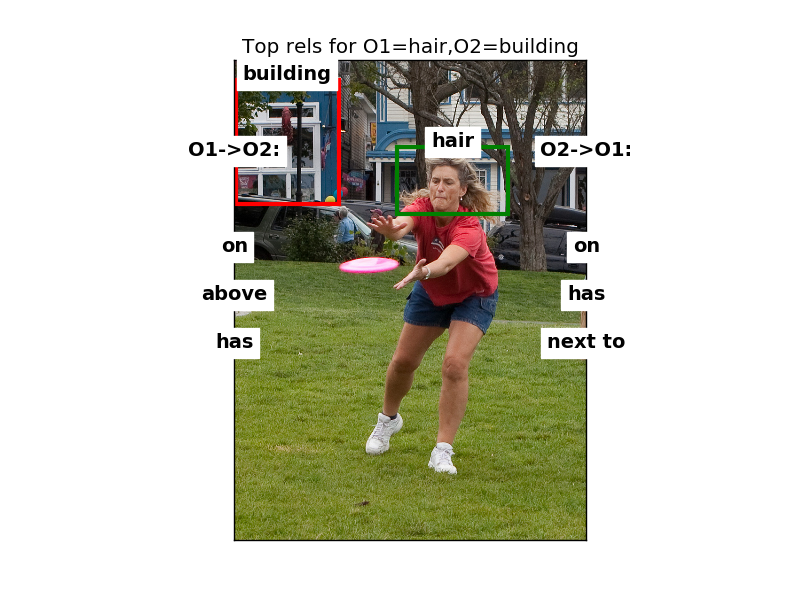 Top rels for O1=hair,O2=building
building
hair
O1->O2:
O2->O1:
on
on
above
has
has
next to